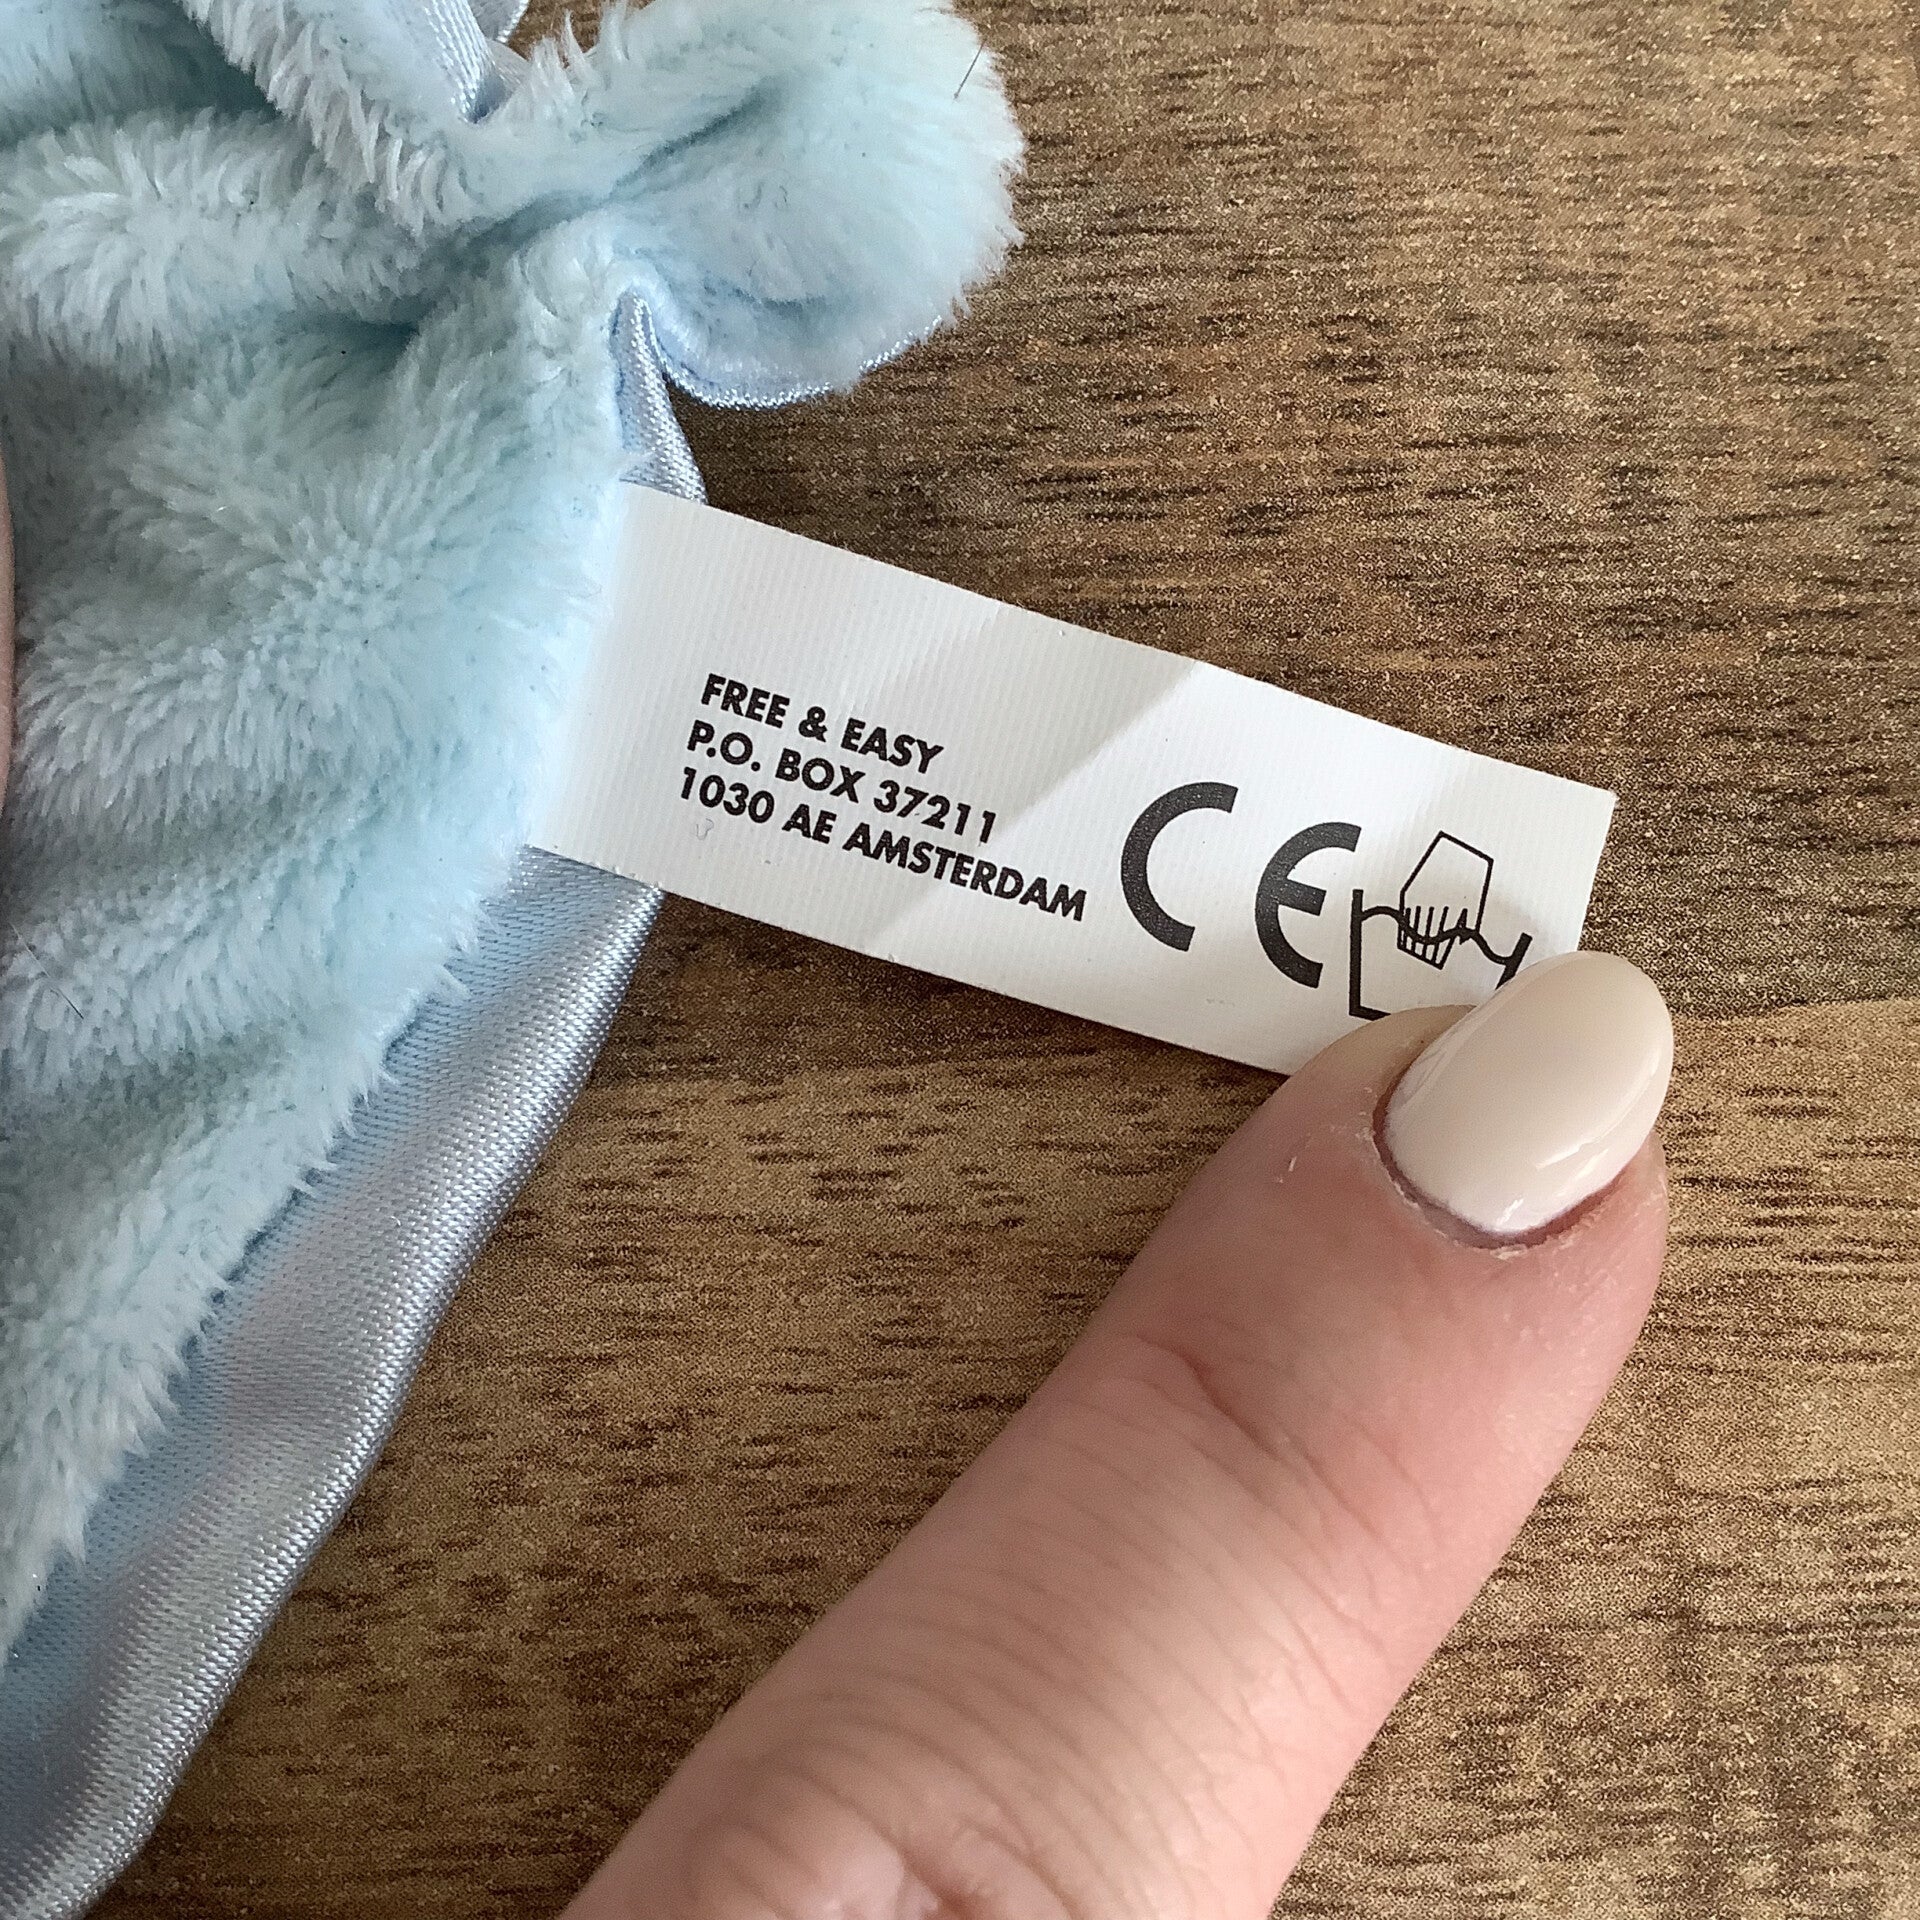 FREE & EASY
P.O. BOX 37211
1030 AE AMSTERDAM
CE